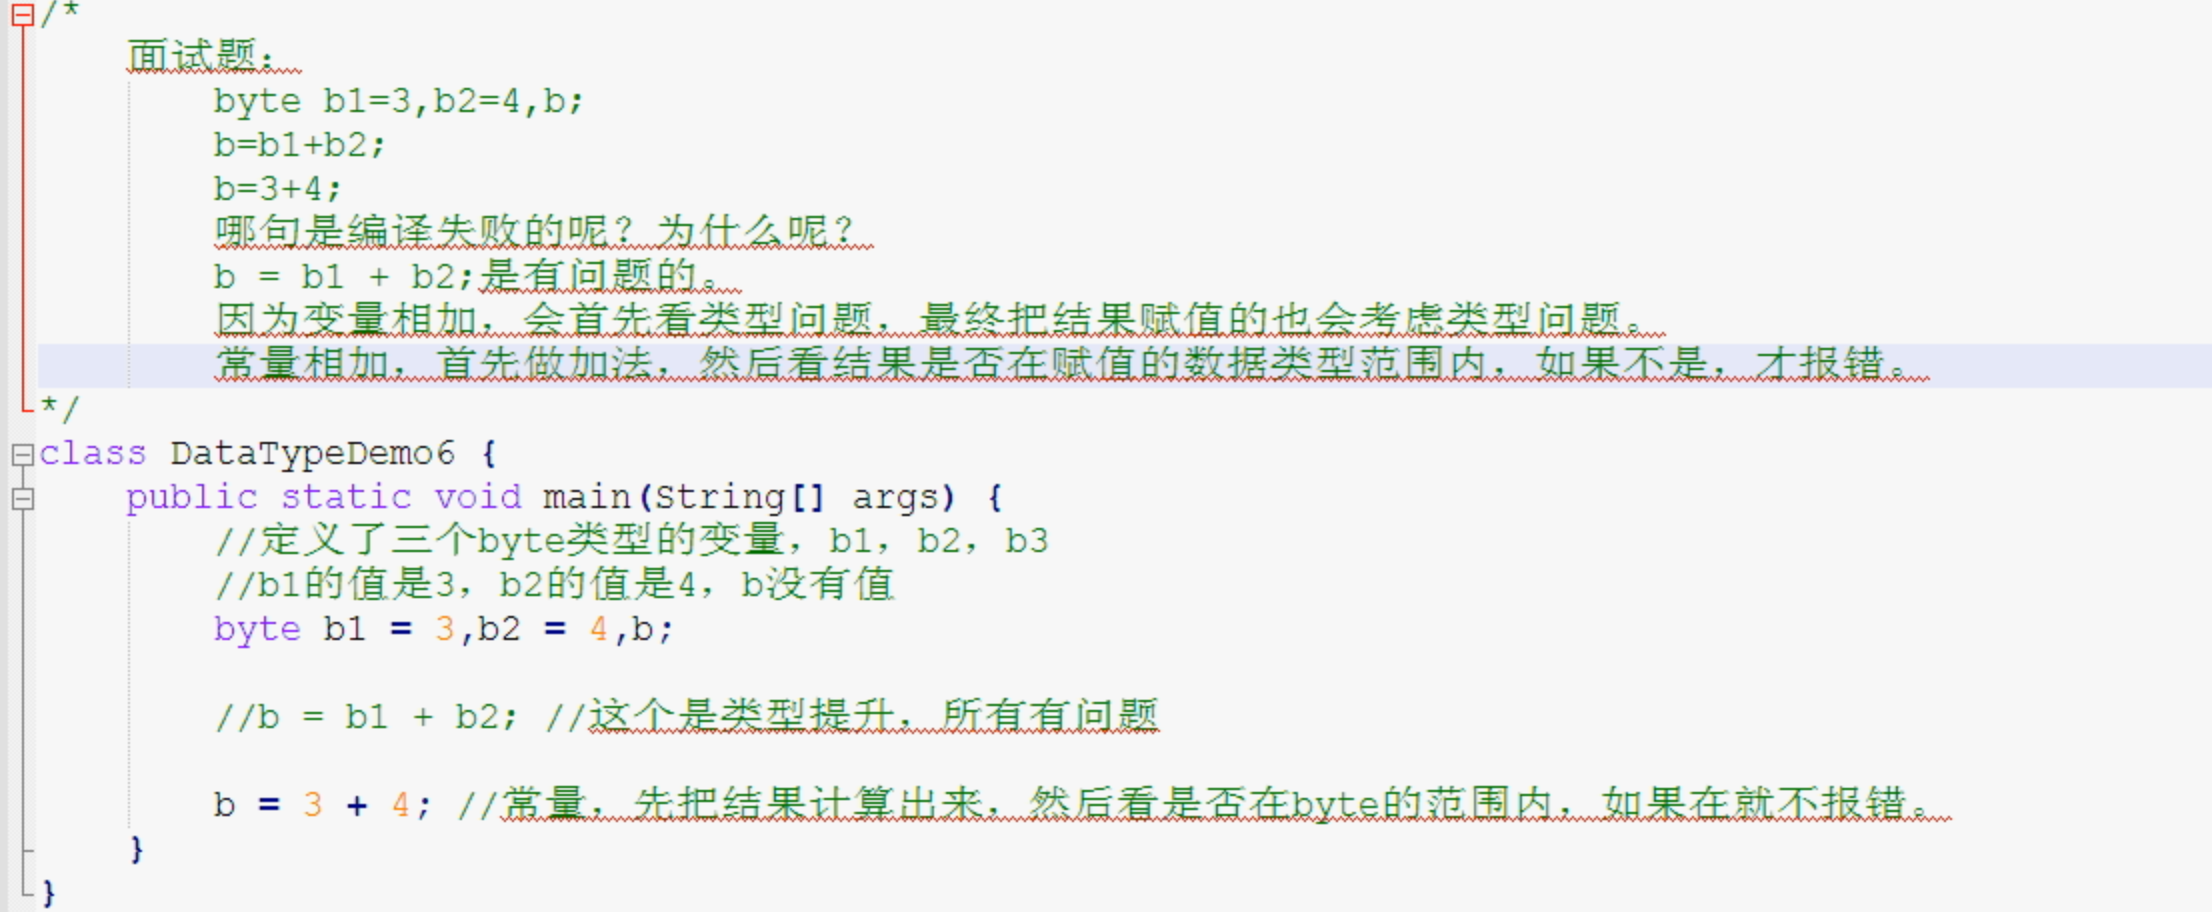 /*
面试题：
byte b1=3,b2=4,b;
b=b1+b2;
b=3+4;
哪句是编译失败的呢？为什么呢？
b = b1 + b2;是有问题的。
因为变量相加，会首先看类型问题，最终把结果赋值的也会考虑类型问题。
常量相加，首先做加法，然后看结果是否在赋值的数据类型范围内，如果不是，才报错。
*/
class DataTypeDemo6 {
public static void main(String[] args) {
//定义了三个byte类型的变量，b1，b2，b3
//b1的值是3，b2的值是4，b没有值
byte b1 = 3,b2 = 4,b;
//b = b1 + b2; //这个是类型提升，所有有问题
b = 3 + 4; //常量，先把结果计算出来，然后看是否在byte的范围内，如果在就不报错。
}
}